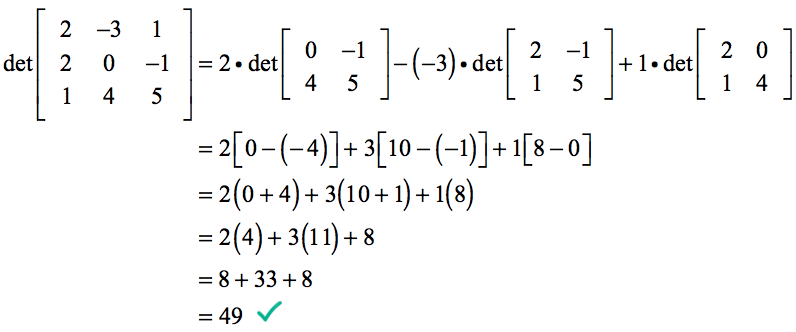 det[2 −3 1; 2 0 −1; 1 4 5] = 2•det[0 −1; 4 5]−(−3)•det[2 −1; 1 5]+1•det[2 0; 1 4]
= 2[0−(−4)]+3[10−(−1)]+1[8−0]
= 2(0+4)+3(10+1)+1(8)
= 2(4)+3(11)+8
= 8+33+8
= 49 ✓